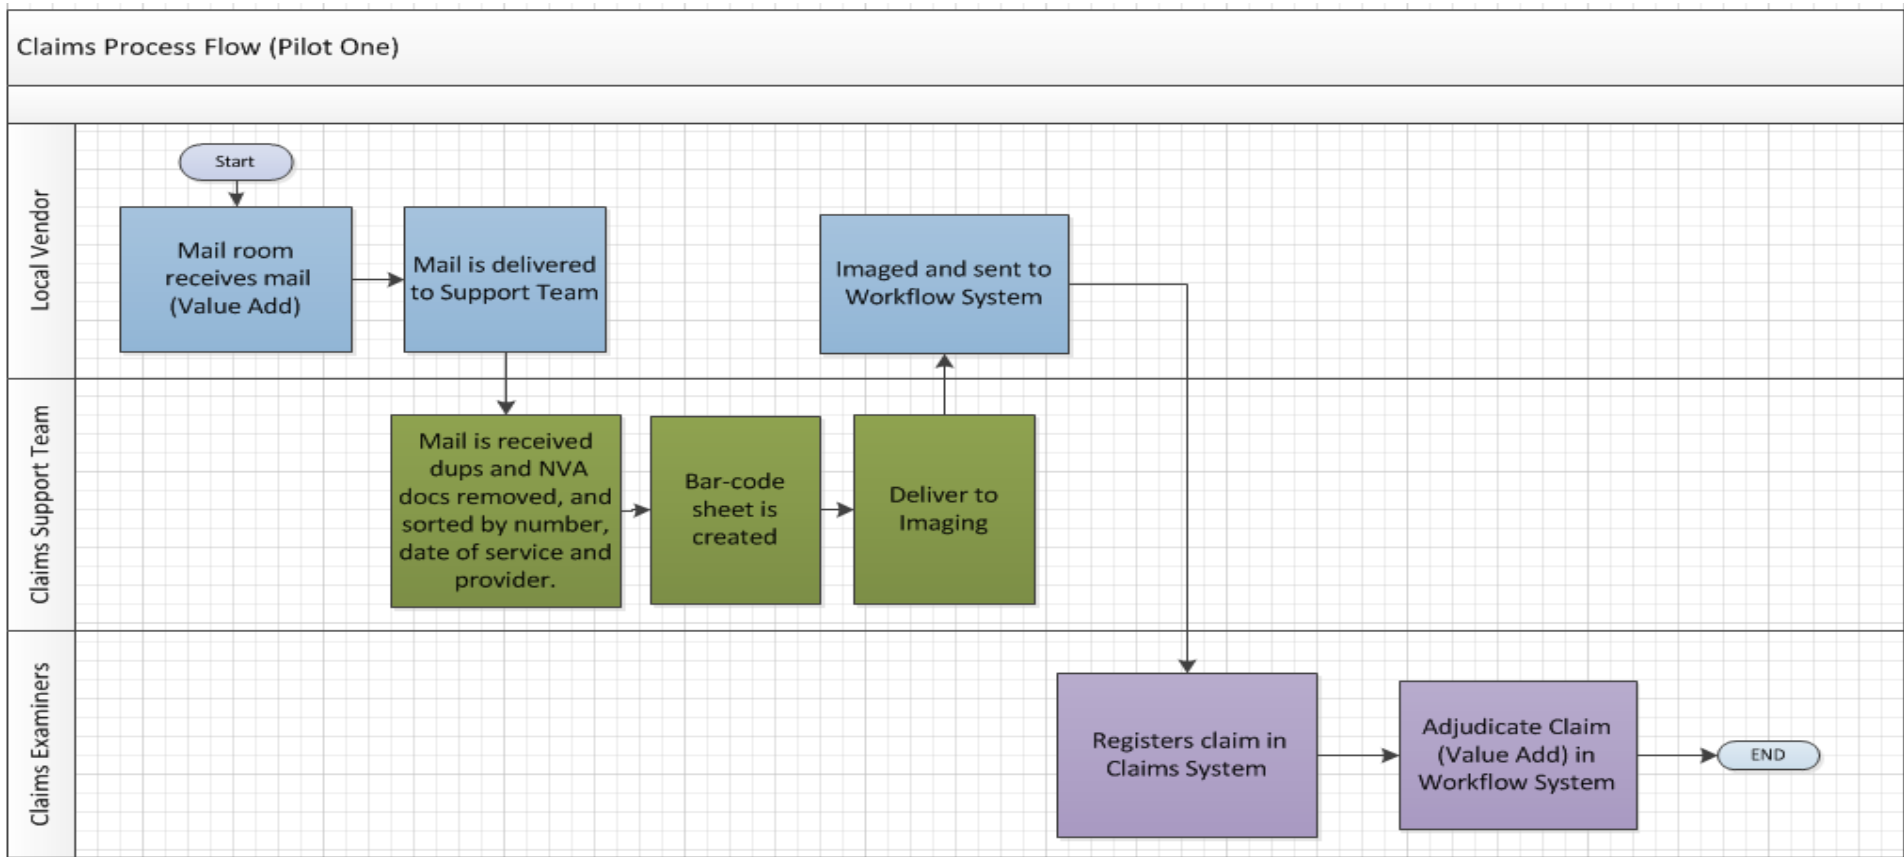 Claims Process Flow (Pilot One)
Local Vendor
Start
Mail room
receives mail
(Value Add)
Mail is delivered
to Support Team
Imaged and sent to
Workflow System
Claims Support Team
Mail is received
dups and NVA
docs removed, and
sorted by number,
date of service and
provider.
Bar-code
sheet is
created
Deliver to
Imaging
Claims Examiners
Registers claim in
Claims System
Adjudicate Claim
(Value Add) in
Workflow System
END